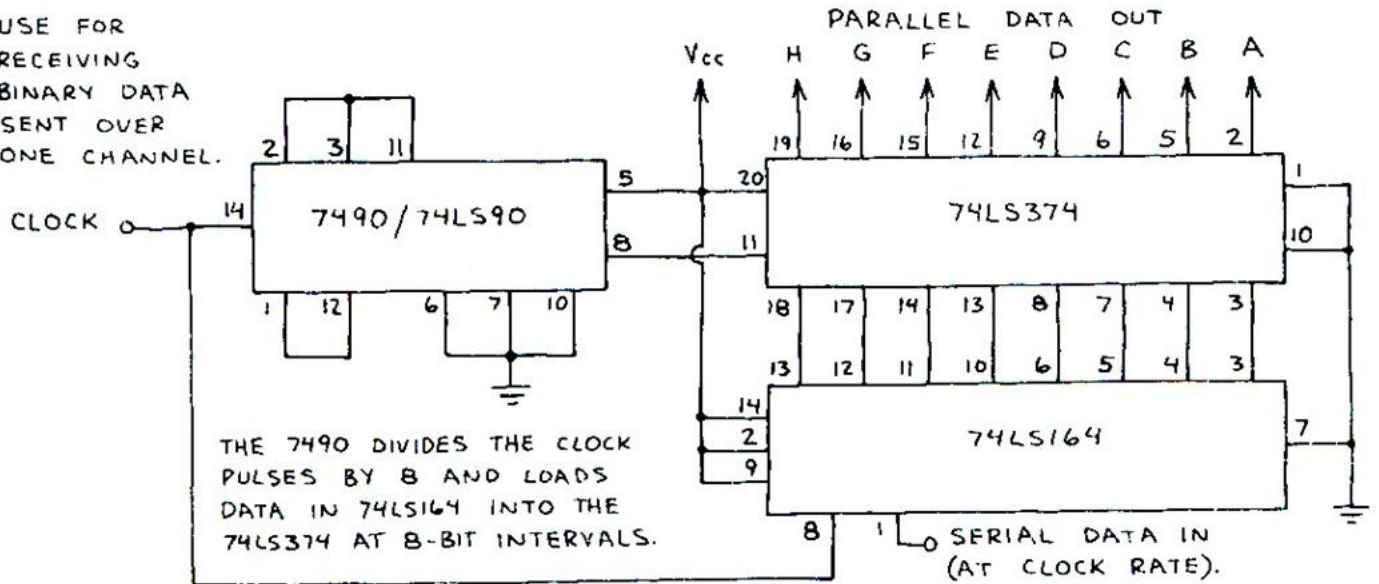 USE FOR
RECEIVING
BINARY DATA
SENT OVER
ONE CHANNEL.
PARALLEL DATA OUT
Vcc H G F E D C B A
2 3 11
19 16 15 12 9 6 5 2
CLOCK 14 7490/74LS90 5 8
20 11 74LS374 1 10
1 12 6 7 10
18 17 14 13 8 7 4 3
13 12 11 10 6 5 4 3
14 2 9 74LS164 7
8 1
THE 7490 DIVIDES THE CLOCK
PULSES BY 8 AND LOADS
DATA IN 74LS164 INTO THE
74LS374 AT 8-BIT INTERVALS.
SERIAL DATA IN
(AT CLOCK RATE).